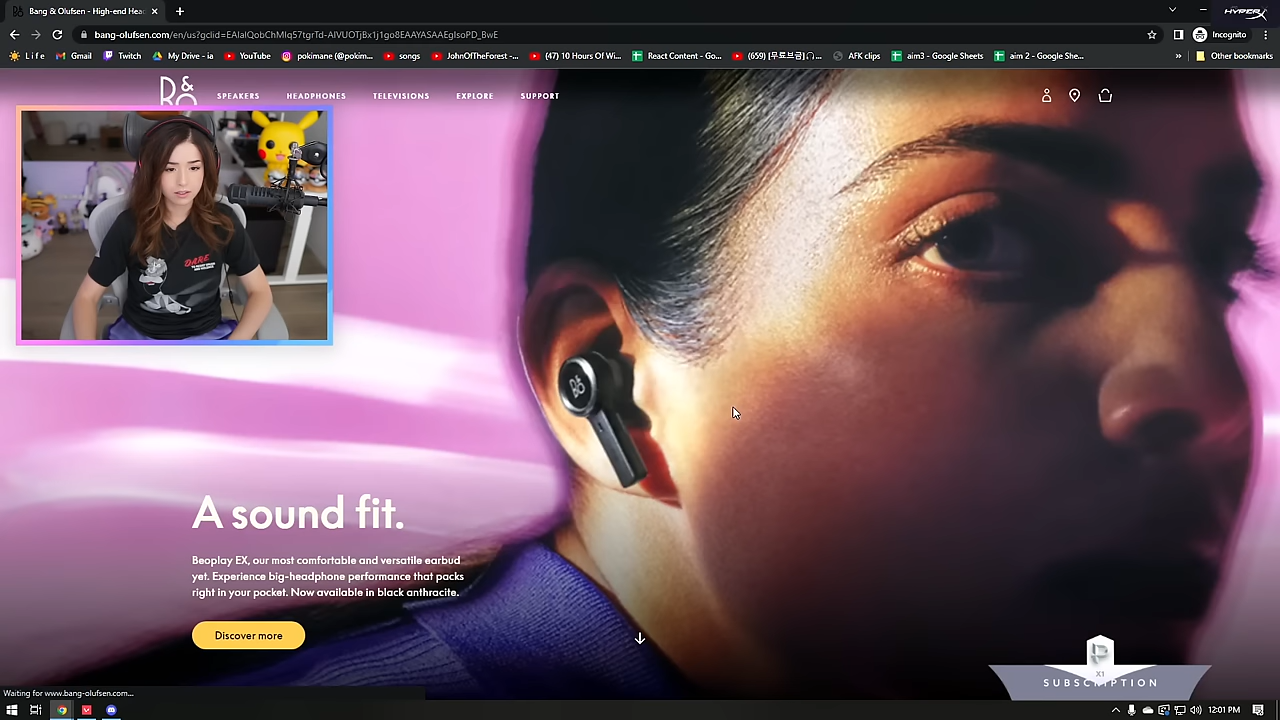 Bang & Olufsen - High-end Hea
HYPERX
bang-olufsen.com/en/us?gclid=EAIaIQobChMIq57tgrTd-AIVUOTjBx1j1go8EAAYASAAEgIsoPD_BwE
Incognito
L i f e
Gmail
Twitch
My Drive - ia
YouTube
pokimane (@pokim...
songs
JohnOfTheForest -...
(47) 10 Hours Of Wi...
React Content - Go...
AFK clips
aim3 - Google Sheets
aim 2 - Google She...
Other bookmarks
B&O
SPEAKERS
HEADPHONES
TELEVISIONS
EXPLORE
SUPPORT
DARE
A sound fit.
Beoplay EX, our most comfortable and versatile earbud
yet. Experience big-headphone performance that packs
right in your pocket. Now available in black anthracite.
Discover more
X1
SUBSCRIPTION
Waiting for www.bang-olufsen.com...
12:01 PM